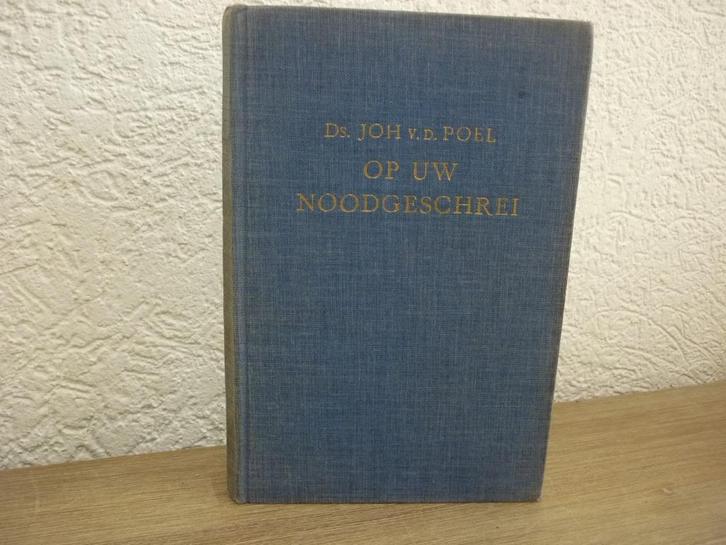 Ds. JOH v. D. POEL
OP UW
NOODGESCHREI